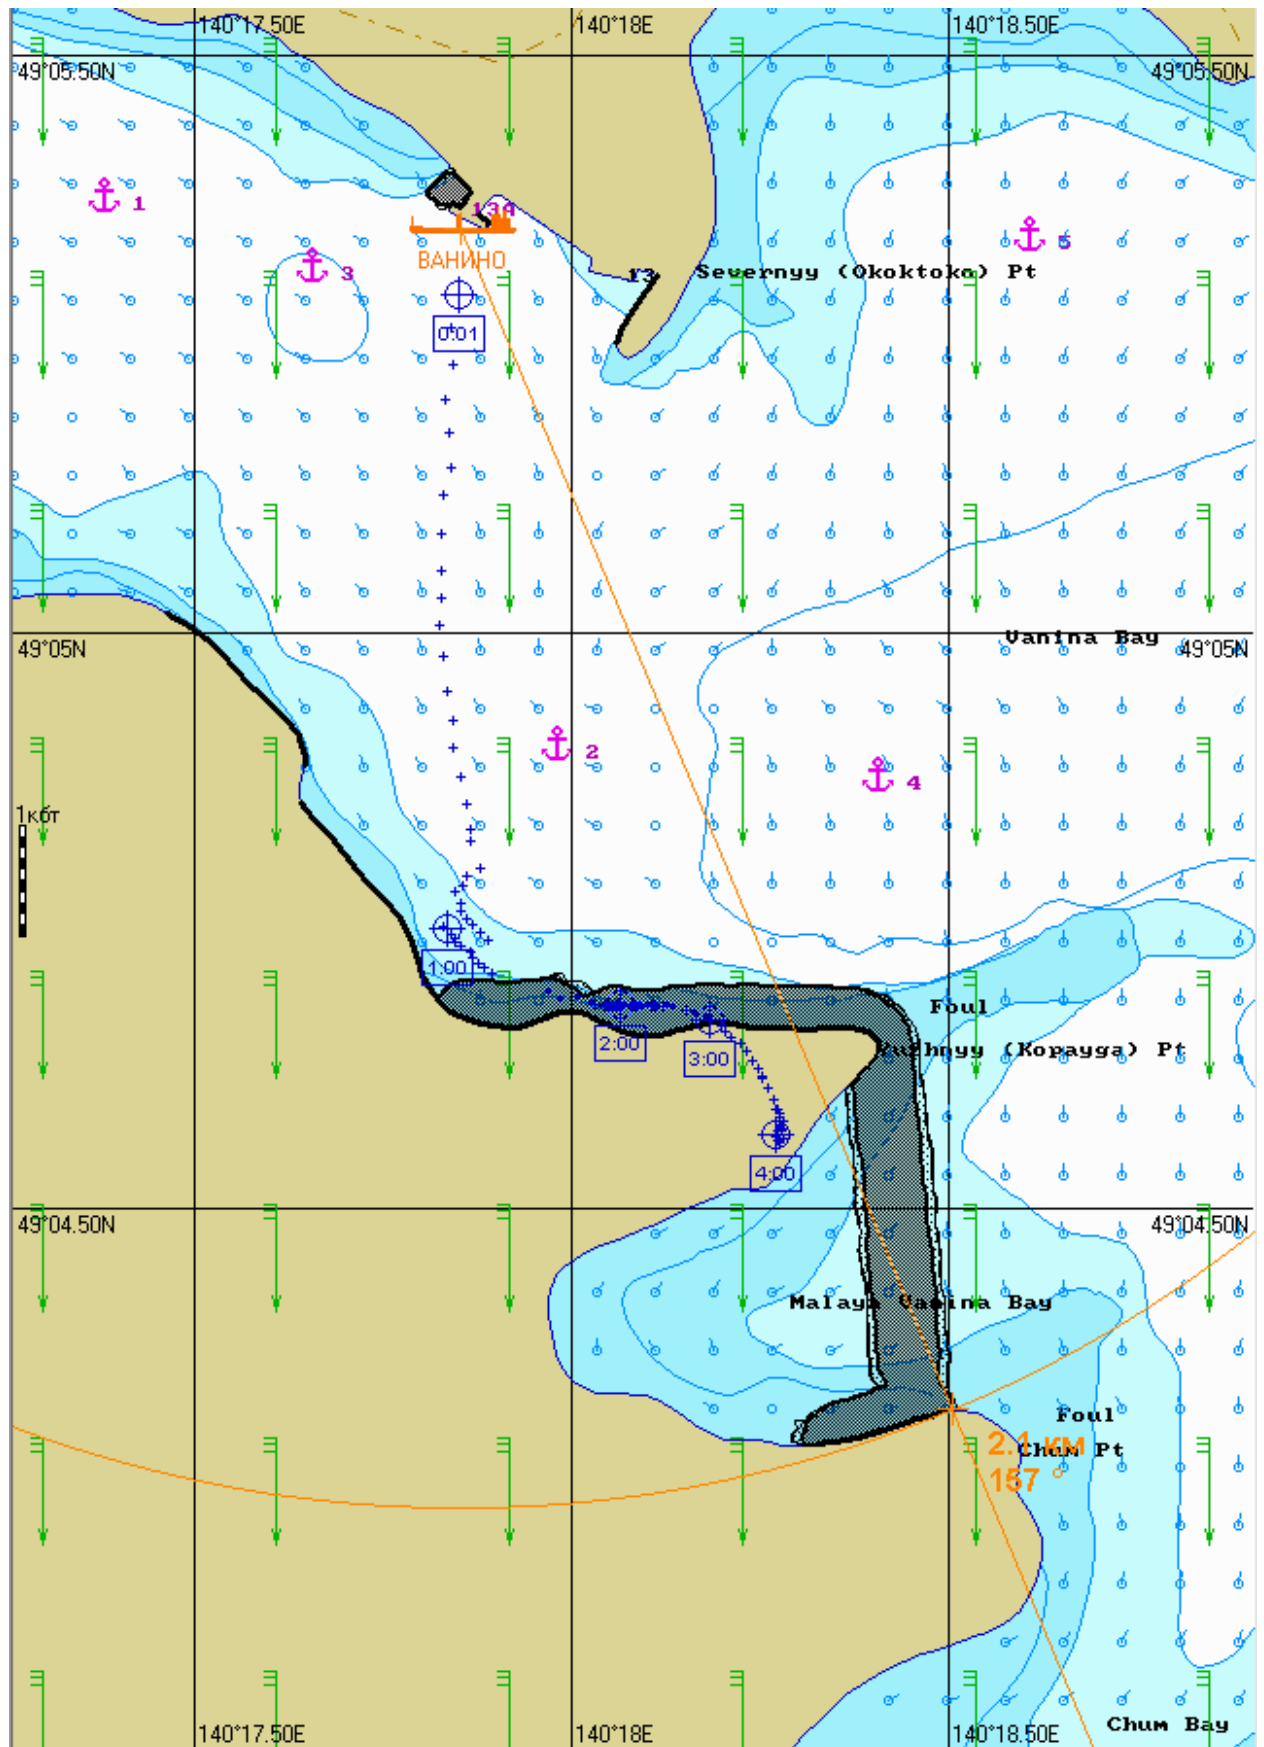 140°17.50E 140°18E 140°18.50E
49°05.50N 49°05.50N
1
134
5
ВАНИНО
3
13 Severnyy (Okoktoko) Pt
0:01
Vanina Bay
49°05N 49°05N
2
4
1кбт
1:00
Foul
2:00
3:00
Yuzhnyy (Kopayga) Pt
4:00
49°04.50N 49°04.50N
Malaya Vanina Bay
Foul
2.1 км
Chum Pt
157 °
Chum Bay
140°17.50E 140°18E 140°18.50E